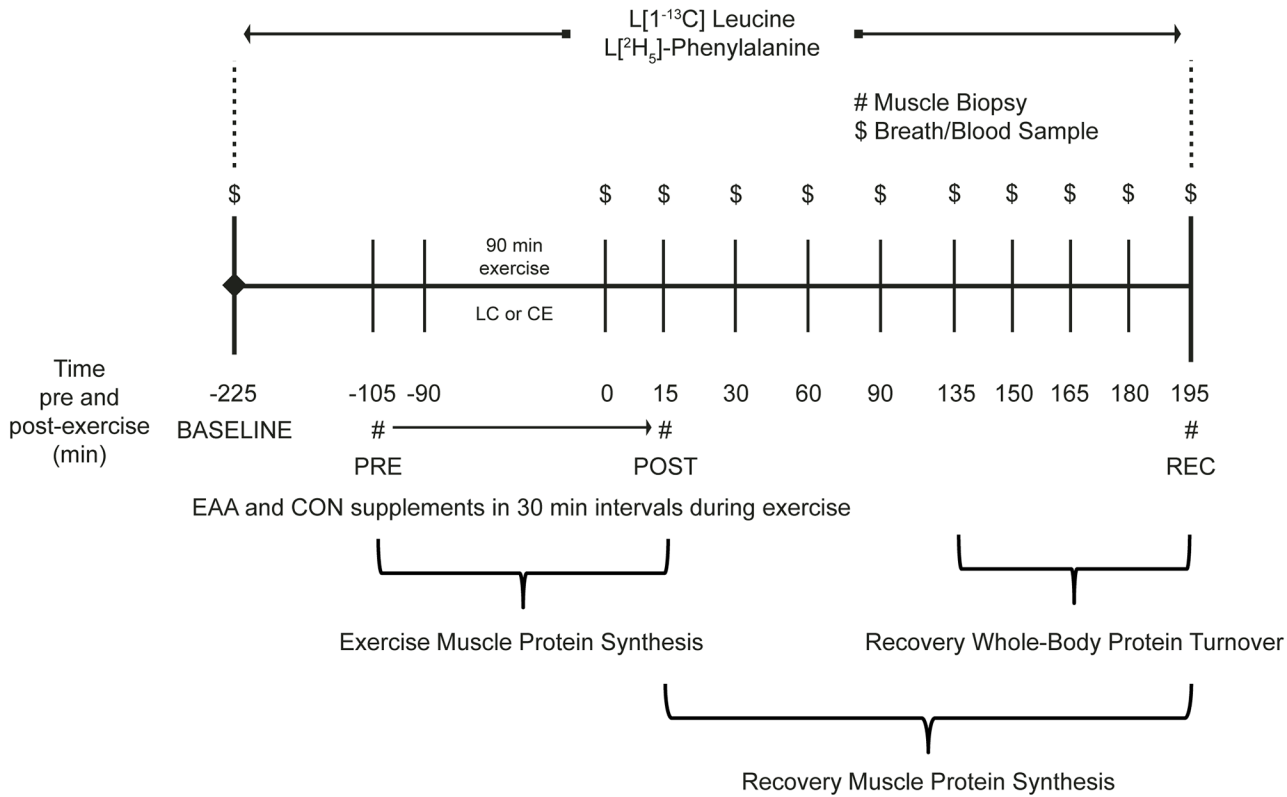 L[1-13C] Leucine
L[2H5]-Phenylalanine
# Muscle Biopsy
$ Breath/Blood Sample
$ $ $ $ $ $ $ $ $ $ $
90 min
exercise
LC or CE
Time
pre and
post-exercise
(min)
-225 -105 -90 0 15 30 60 90 135 150 165 180 195
BASELINE # # #
PRE POST REC
EAA and CON supplements in 30 min intervals during exercise
Exercise Muscle Protein Synthesis
Recovery Whole-Body Protein Turnover
Recovery Muscle Protein Synthesis